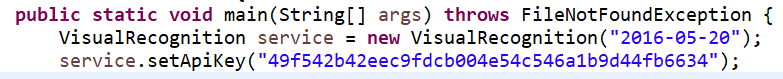 public static void main(String[] args) throws FileNotFoundException {
VisualRecognition service = new VisualRecognition("2016-05-20");
service.setApiKey("49f542b42eec9fdcb004e54c546a1b9d44fb6634");